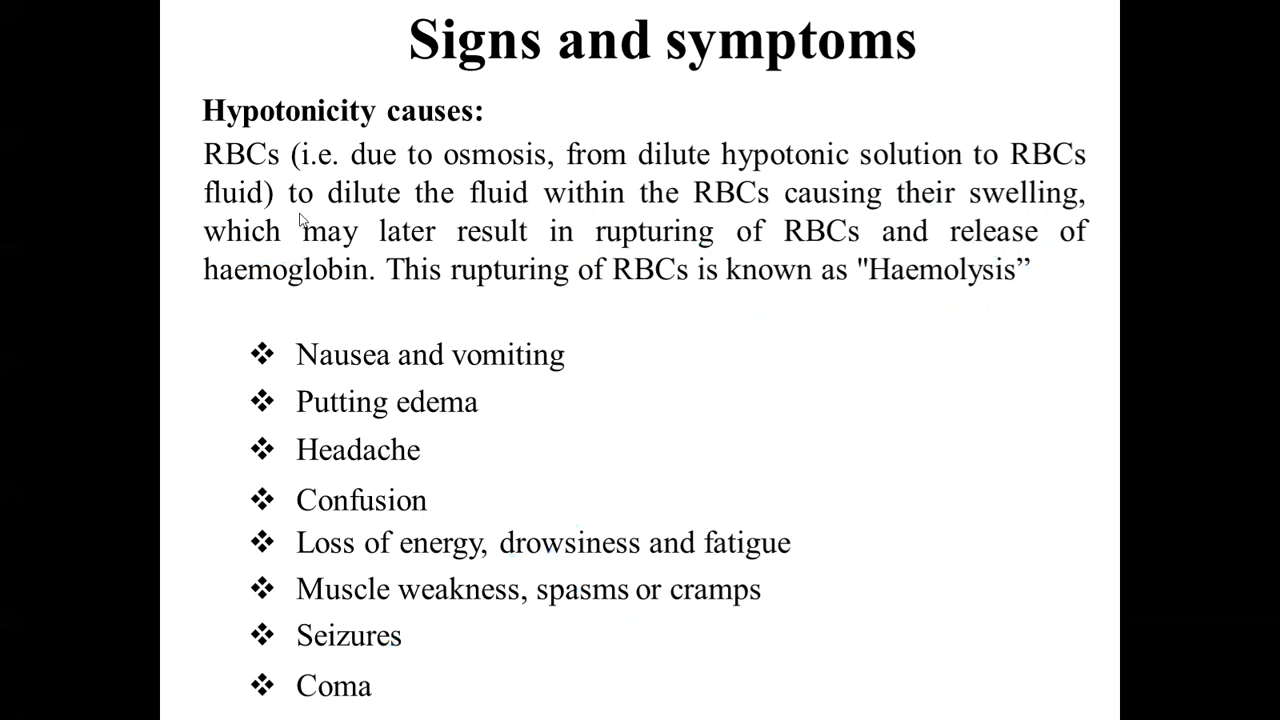 Signs and symptoms
Hypotonicity causes:
RBCs (i.e. due to osmosis, from dilute hypotonic solution to RBCs
fluid) to dilute the fluid within the RBCs causing their swelling,
which may later result in rupturing of RBCs and release of
haemoglobin. This rupturing of RBCs is known as "Haemolysis”
❖ Nausea and vomiting
❖ Putting edema
❖ Headache
❖ Confusion
❖ Loss of energy, drowsiness and fatigue
❖ Muscle weakness, spasms or cramps
❖ Seizures
❖ Coma